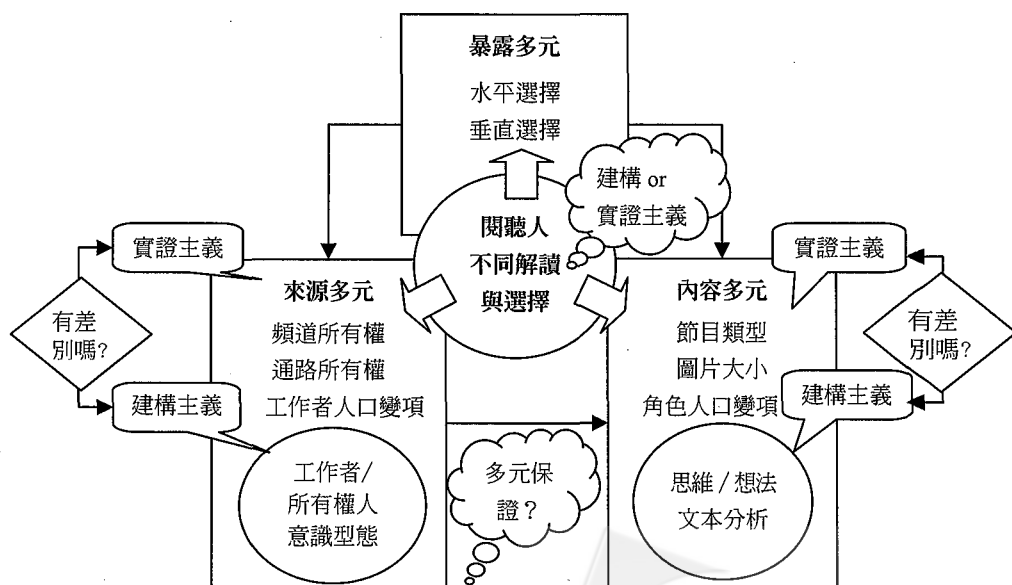 暴露多元
水平選擇
垂直選擇
建構 or
實證主義
閱聽人
不同解讀
與選擇
實證主義
有差
別嗎?
建構主義
來源多元
頻道所有權
通路所有權
工作者人口變項
工作者/
所有權人
意識型態
多元保
證？
內容多元
節目類型
圖片大小
角色人口變項
思維 / 想法
文本分析
實證主義
有差
別嗎?
建構主義